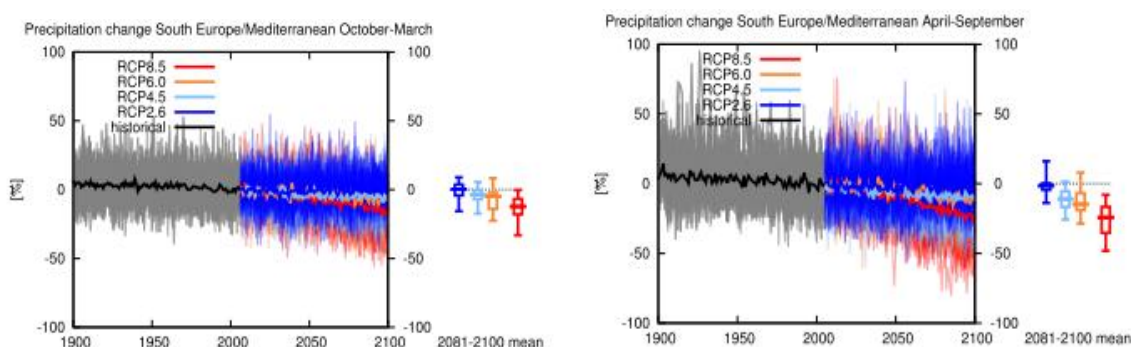 Precipitation change South Europe/Mediterranean October-March
100
50
0
-50
-100
[%]
RCP8.5
RCP6.0
RCP4.5
RCP2.6
historical
100
50
0
-50
-100
1900
1950
2000
2050
2100
2081-2100 mean
Precipitation change South Europe/Mediterranean April-September
100
50
0
-50
-100
[%]
RCP8.5
RCP6.0
RCP4.5
RCP2.6
historical
100
50
0
-50
-100
1900
1950
2000
2050
2100
2081-2100 mean